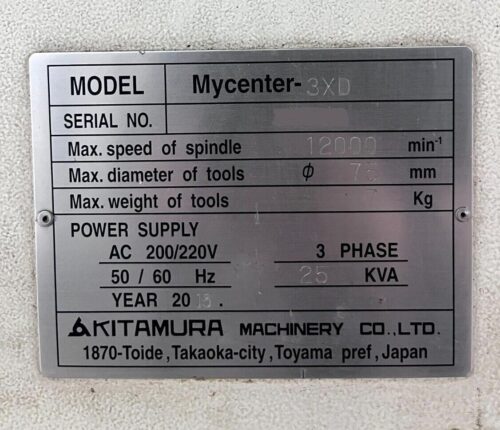 MODEL Mycenter-3XD
SERIAL NO.
Max. speed of spindle 12000 min-1
Max. diameter of tools φ mm
Max. weight of tools Kg
POWER SUPPLY
AC 200/220V 3 PHASE
50 / 60 Hz 25 KVA
YEAR 20 .
KITAMURA MACHINERY CO.,LTD.
1870-Toide,Takaoka-city,Toyama pref,Japan